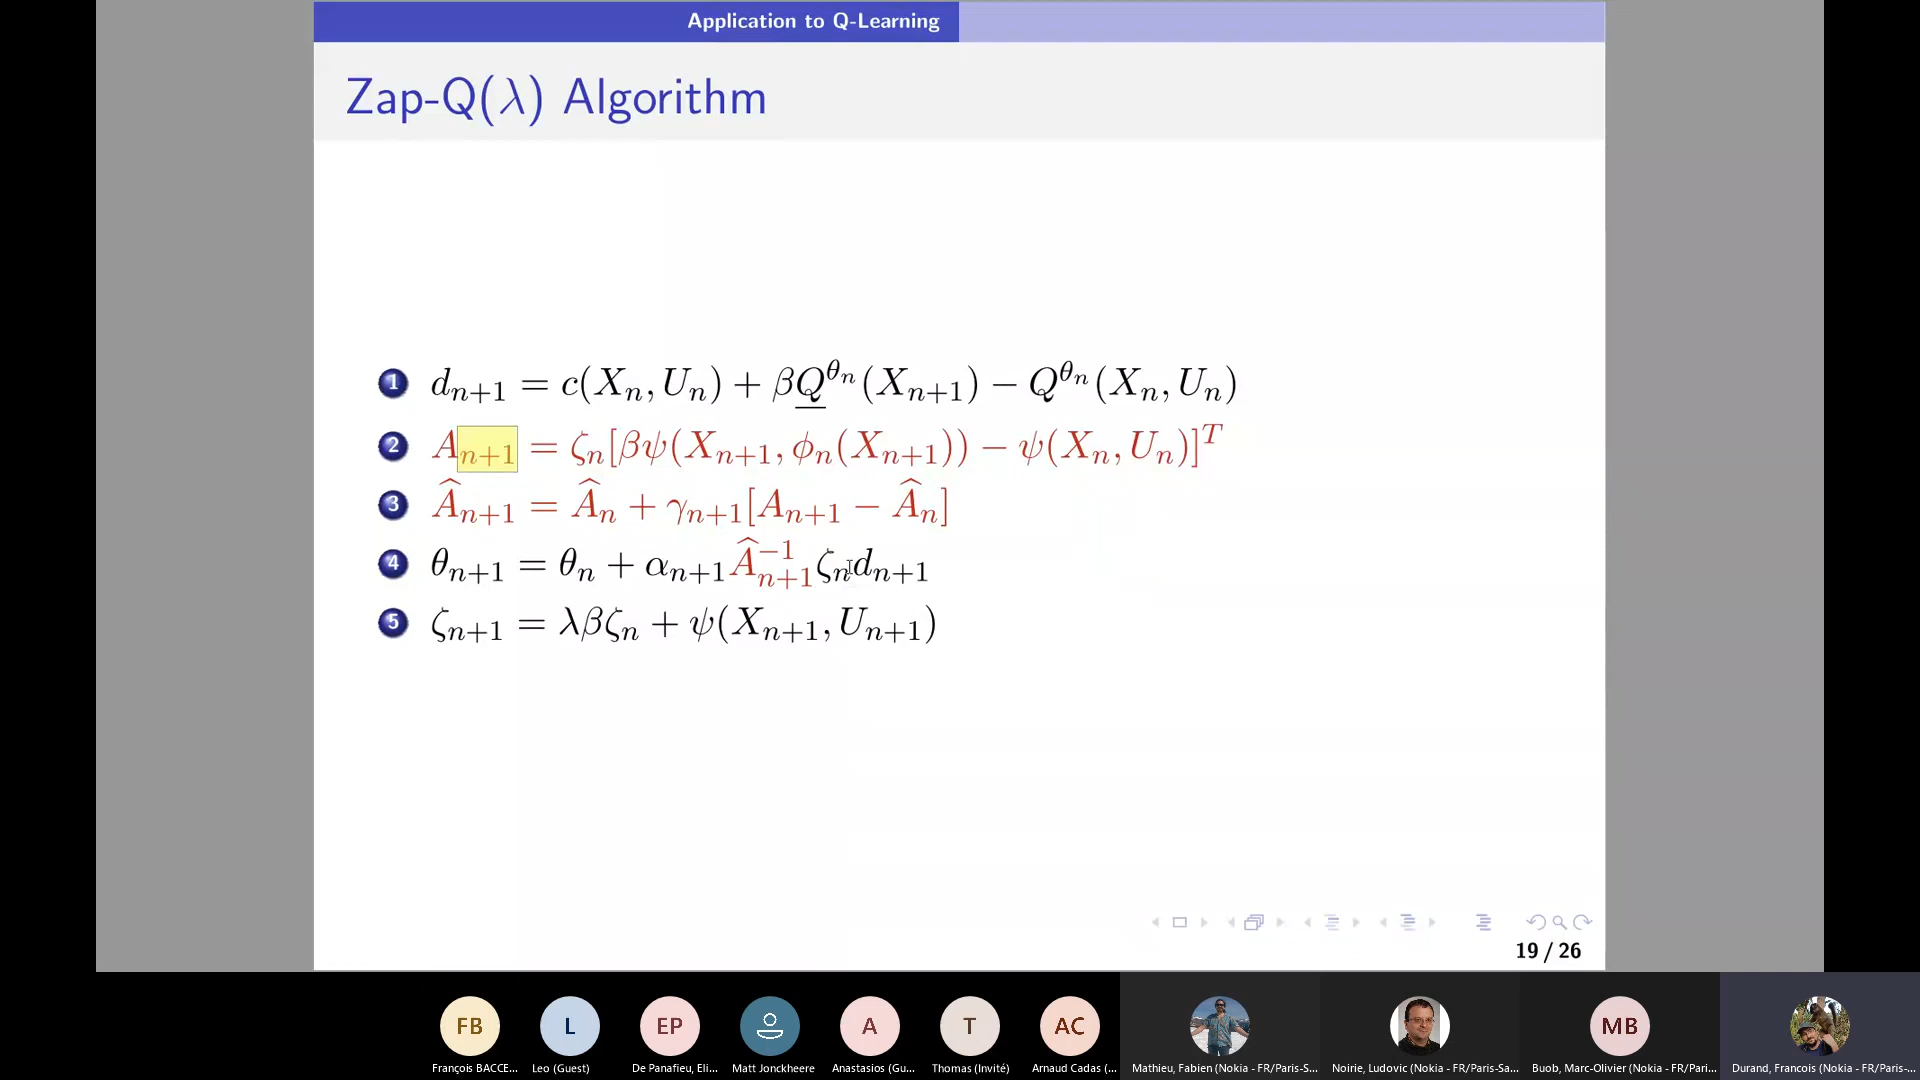 Application to Q-Learning
Zap-Q(λ) Algorithm
1 d_{n+1} = c(X_n, U_n) + βQ̲^{θ_n}(X_{n+1}) − Q^{θ_n}(X_n, U_n)
2 A_{n+1} = ζ_n[βψ(X_{n+1}, ϕ_n(X_{n+1})) − ψ(X_n, U_n)]^T
3 Â_{n+1} = Â_n + γ_{n+1}[A_{n+1} − Â_n]
4 θ_{n+1} = θ_n + α_{n+1}Â^{−1}_{n+1}ζ_n d_{n+1}
5 ζ_{n+1} = λβζ_n + ψ(X_{n+1}, U_{n+1})
19 / 26
FB L EP A T AC MB
François BACCE... Leo (Guest) De Panafieu, Eli... Matt Jonckheere Anastasios (Gu... Thomas (Invité) Arnaud Cadas (... Mathieu, Fabien (Nokia - FR/Paris-S... Noirie, Ludovic (Nokia - FR/Paris-Sa... Buob, Marc-Olivier (Nokia - FR/Pari... Durand, Francois (Nokia - FR/Paris-...